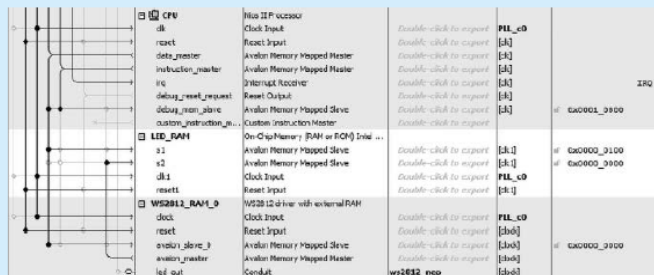 CPU Nios II Processor
clk Clock Input Double-click to export PLL_c0
reset Reset Input Double-click to export [clk]
data_master Avalon Memory Mapped Master Double-click to export [clk]
instruction_master Avalon Memory Mapped Master Double-click to export [clk]
irq Interrupt Receiver Double-click to export [clk] IRQ
debug_reset_request Reset Output Double-click to export [clk]
debug_mem_slave Avalon Memory Mapped Slave Double-click to export [clk] 0x0001_0800
custom_instruction_m... Custom Instruction Master Double-click to export
LED_RAM On-Chip Memory (RAM or ROM) Intel ...
s1 Avalon Memory Mapped Slave Double-click to export [clk1] 0x0000_0100
s2 Avalon Memory Mapped Slave Double-click to export [clk1] 0x0000_0000
clk1 Clock Input Double-click to export PLL_c0
reset1 Reset Input Double-click to export [clk1]
WS2812_RAM_0 WS2812 driver with external RAM
clock Clock Input Double-click to export PLL_c0
reset Reset Input Double-click to export [clock]
avalon_slave_0 Avalon Memory Mapped Slave Double-click to export [clock] 0x0000_0000
avalon_master Avalon Memory Mapped Master Double-click to export [clock]
led_out Conduit ws2812_neo [clock]